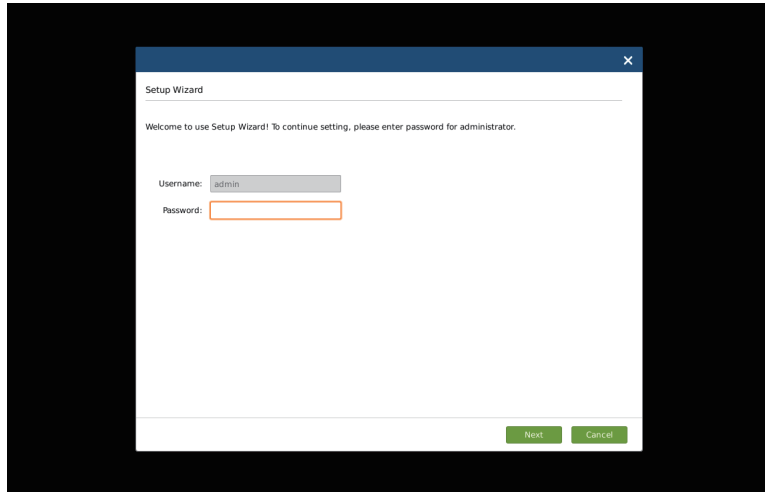 Setup Wizard
Welcome to use Setup Wizard! To continue setting, please enter password for administrator.
Username: admin
Password:
Next Cancel